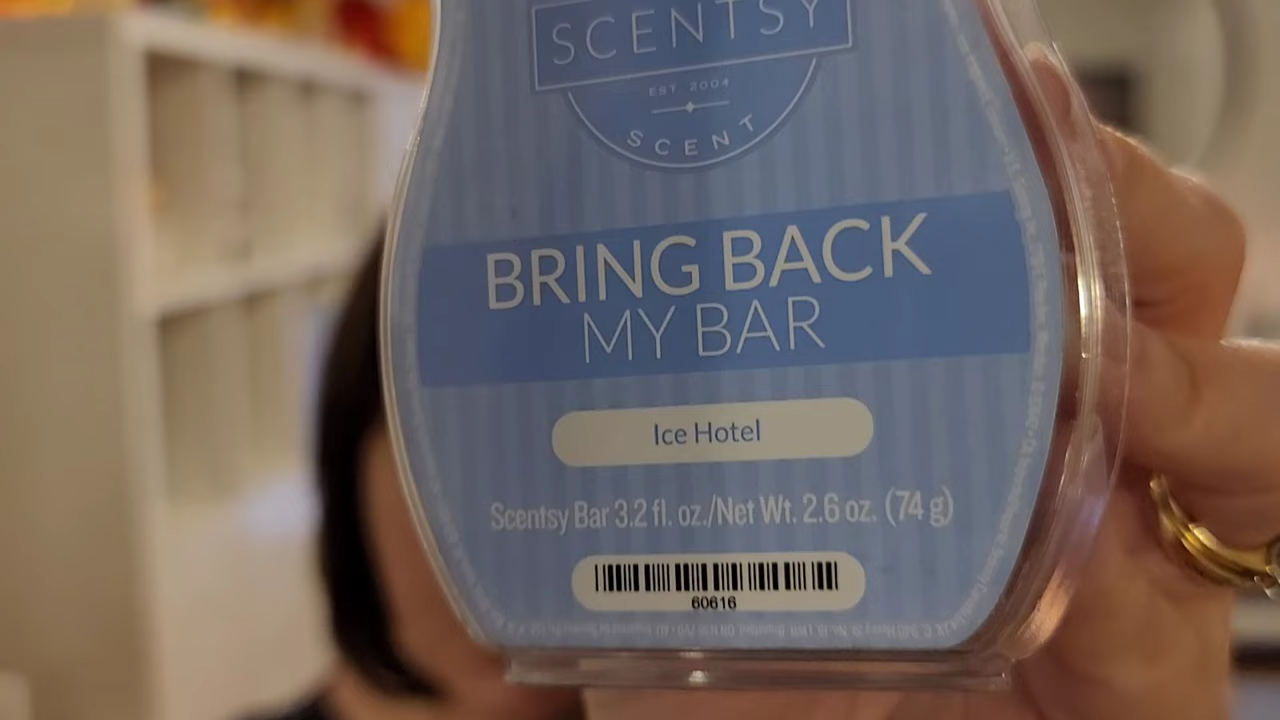 SCENTSY
EST 2004
SCENT
BRING BACK
MY BAR
Ice Hotel
Scentsy Bar 3.2 fl. oz./Net Wt. 2.6 oz. (74 g)
60616